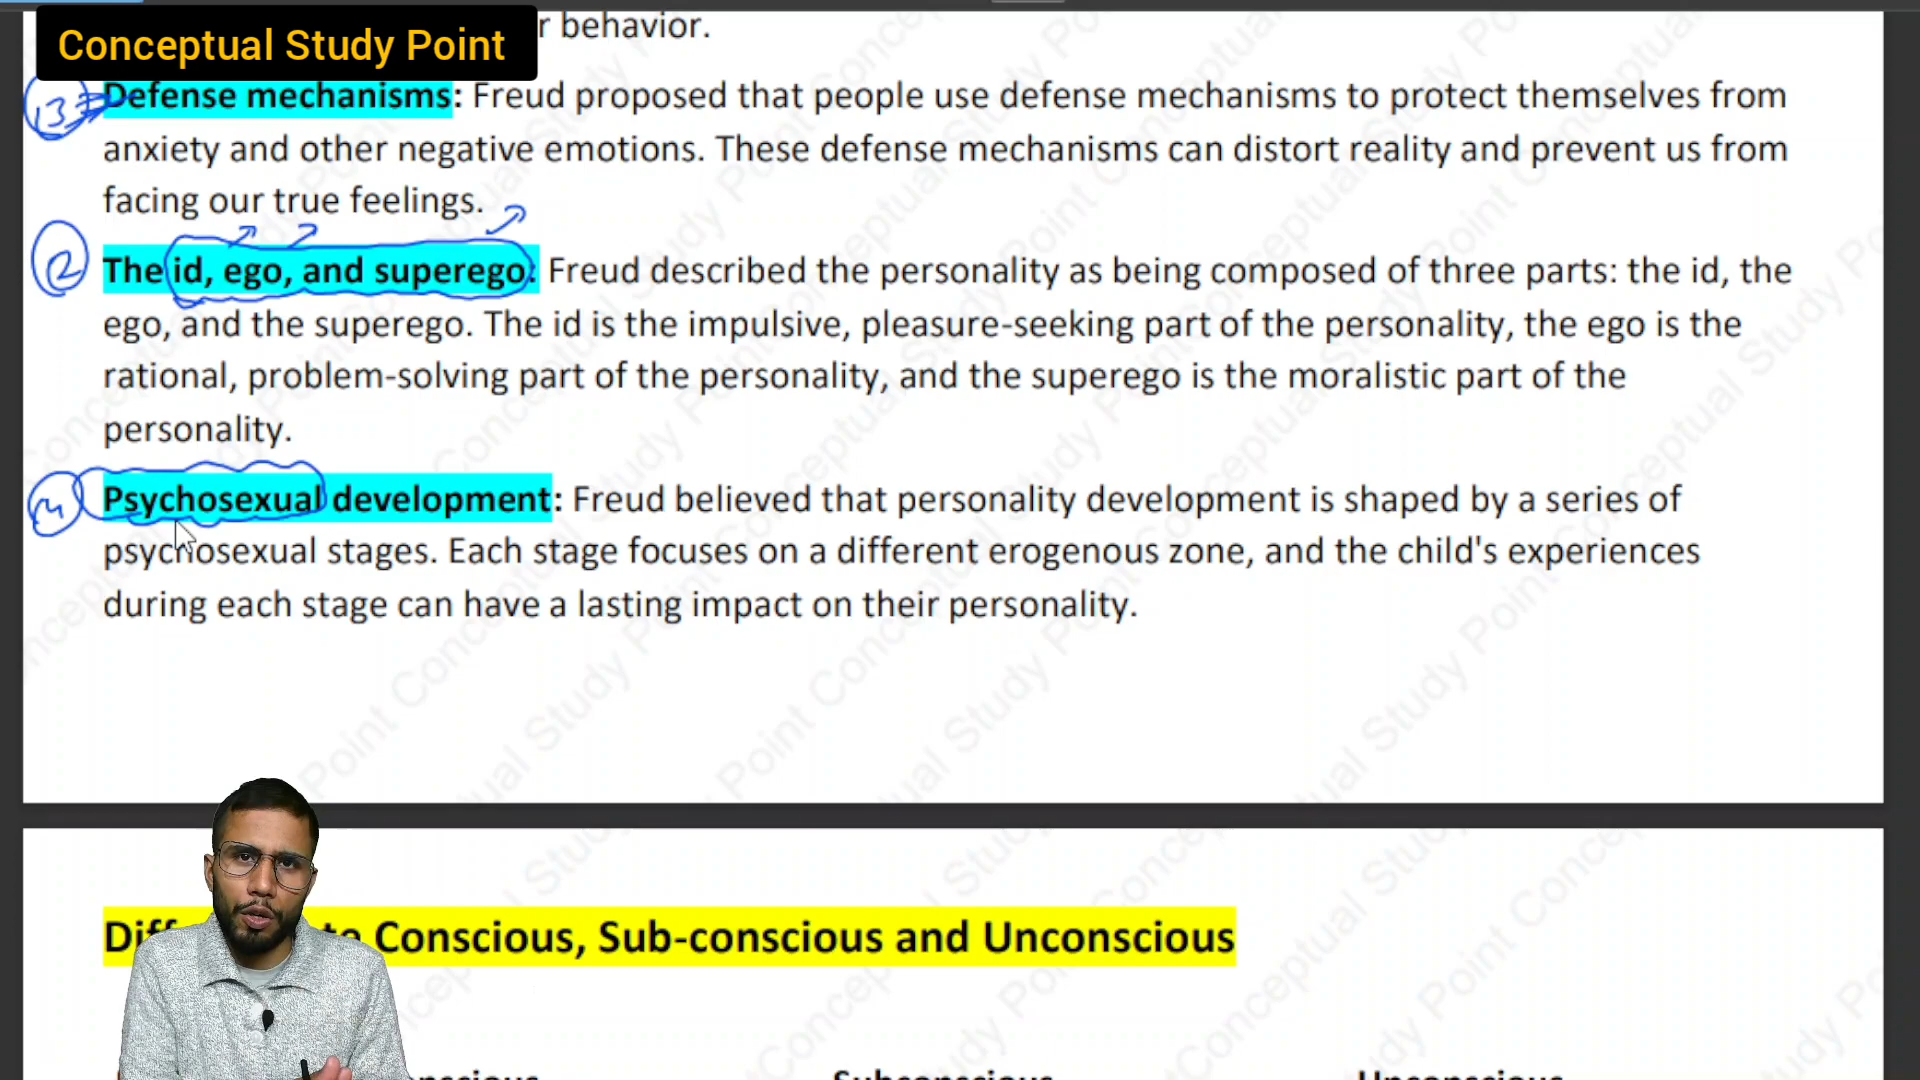 Conceptual Study Point
r behavior.
13 Defense mechanisms: Freud proposed that people use defense mechanisms to protect themselves from
anxiety and other negative emotions. These defense mechanisms can distort reality and prevent us from
facing our true feelings.
The id, ego, and superego: Freud described the personality as being composed of three parts: the id, the
ego, and the superego. The id is the impulsive, pleasure-seeking part of the personality, the ego is the
rational, problem-solving part of the personality, and the superego is the moralistic part of the
personality.
Psychosexual development: Freud believed that personality development is shaped by a series of
psychosexual stages. Each stage focuses on a different erogenous zone, and the child's experiences
during each stage can have a lasting impact on their personality.
Conscious, Sub-conscious and Unconscious
Subconscious
Unconscious